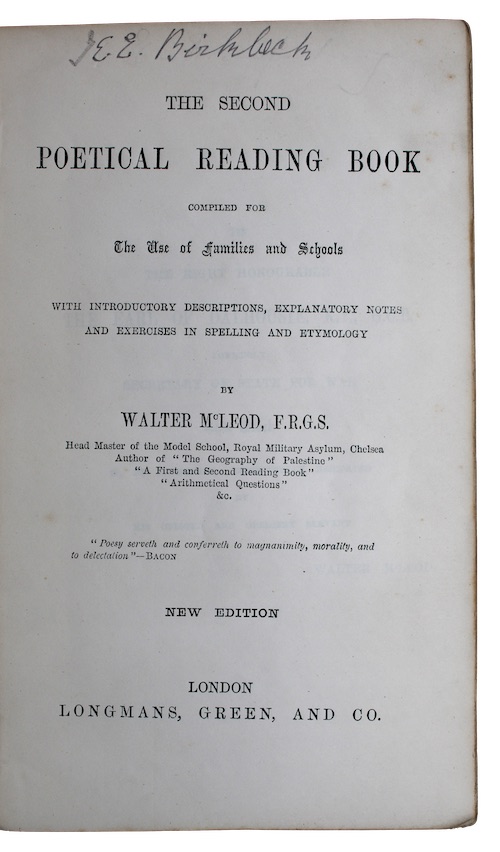 E. E. Birkbeck
THE SECOND
POETICAL READING BOOK
COMPILED FOR
The Use of Families and Schools
WITH INTRODUCTORY DESCRIPTIONS, EXPLANATORY NOTES
AND EXERCISES IN SPELLING AND ETYMOLOGY
BY
WALTER McLEOD, F.R.G.S.
Head Master of the Model School, Royal Military Asylum, Chelsea
Author of "The Geography of Palestine"
"A First and Second Reading Book"
"Arithmetical Questions"
&c.
"Poesy serveth and conferreth to magnanimity, morality, and
to delectation"—BACON
NEW EDITION
LONDON
LONGMANS, GREEN, AND CO.